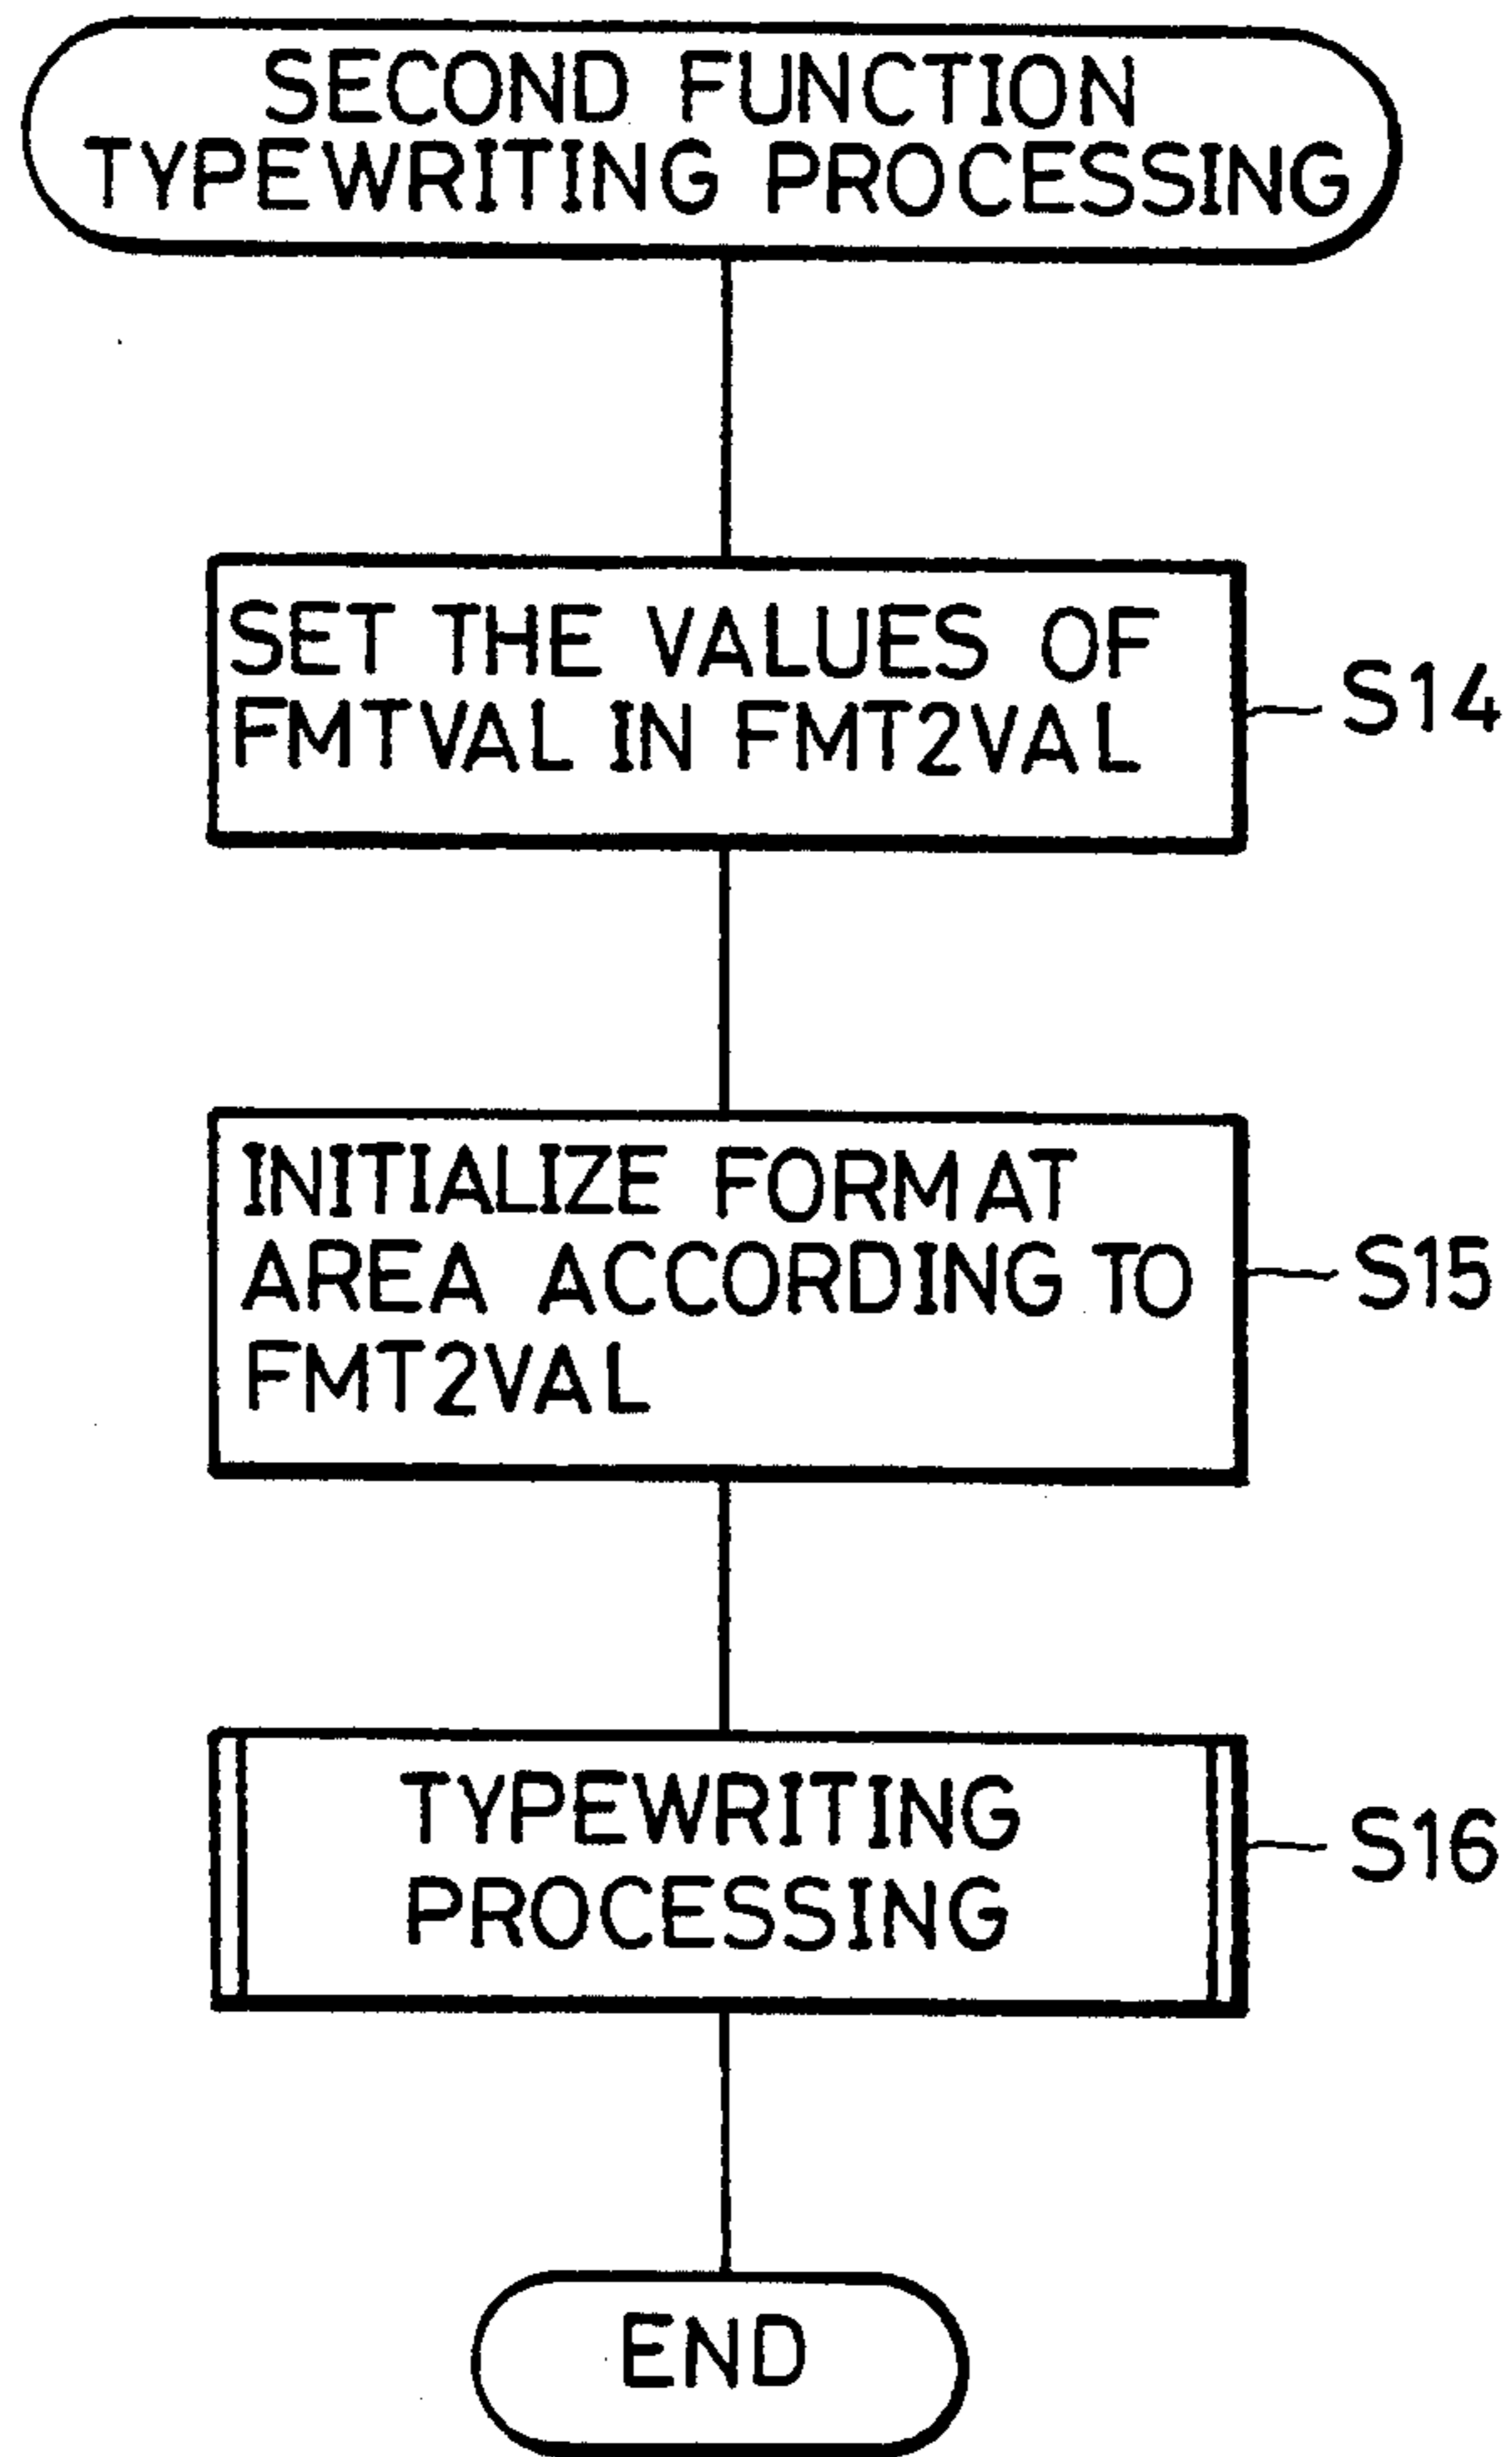 SECOND FUNCTION
TYPEWRITING PROCESSING
SET THE VALUES OF
FMTVAL IN FMT2VAL
S14
INITIALIZE FORMAT
AREA ACCORDING TO
FMT2VAL
S15
TYPEWRITING
PROCESSING
S16
END